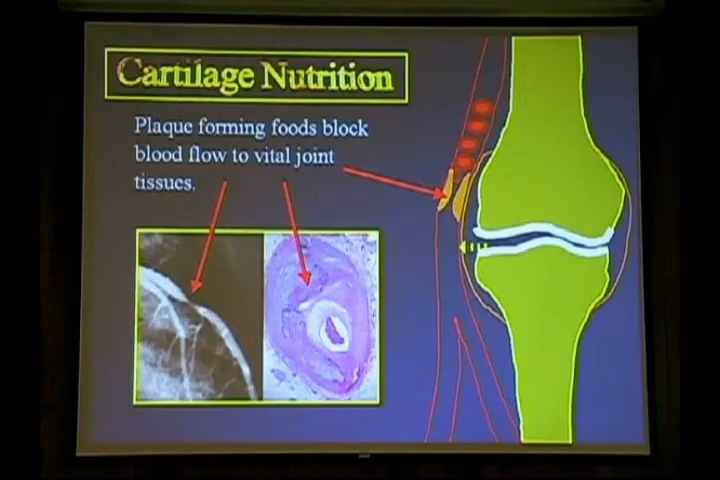 Cartilage Nutrition
Plaque forming foods block
blood flow to vital joint
tissues.